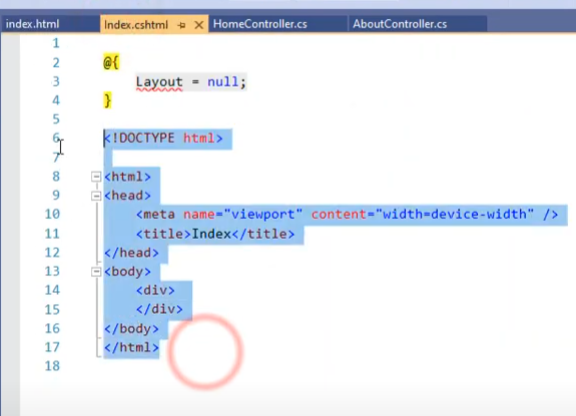 index.html Index.cshtml HomeController.cs AboutController.cs
1
2 @{
3 Layout = null;
4 }
5
6 <!DOCTYPE html>
7
8 <html>
9 <head>
10 <meta name="viewport" content="width=device-width" />
11 <title>Index</title>
12 </head>
13 <body>
14 <div>
15 </div>
16 </body>
17 </html>
18